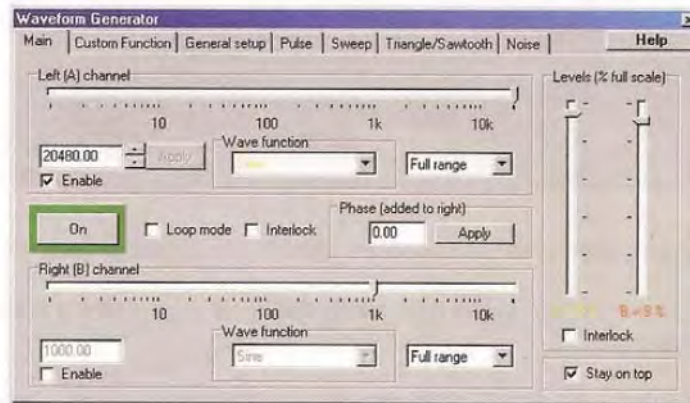 Waveform Generator
Main Custom Function General setup Pulse Sweep Triangle/Sawtooth Noise Help
Left (A) channel
Levels (% full scale)
10 100 1k 10k
Wave function
20480.00 Apply Full range
Enable
Phase (added to right)
On Loop mode Interlock 0.00 Apply
Right (B) channel
10 100 1k 10k
Wave function
Interlock
1000.00 Sine Full range
Enable
Stay on top